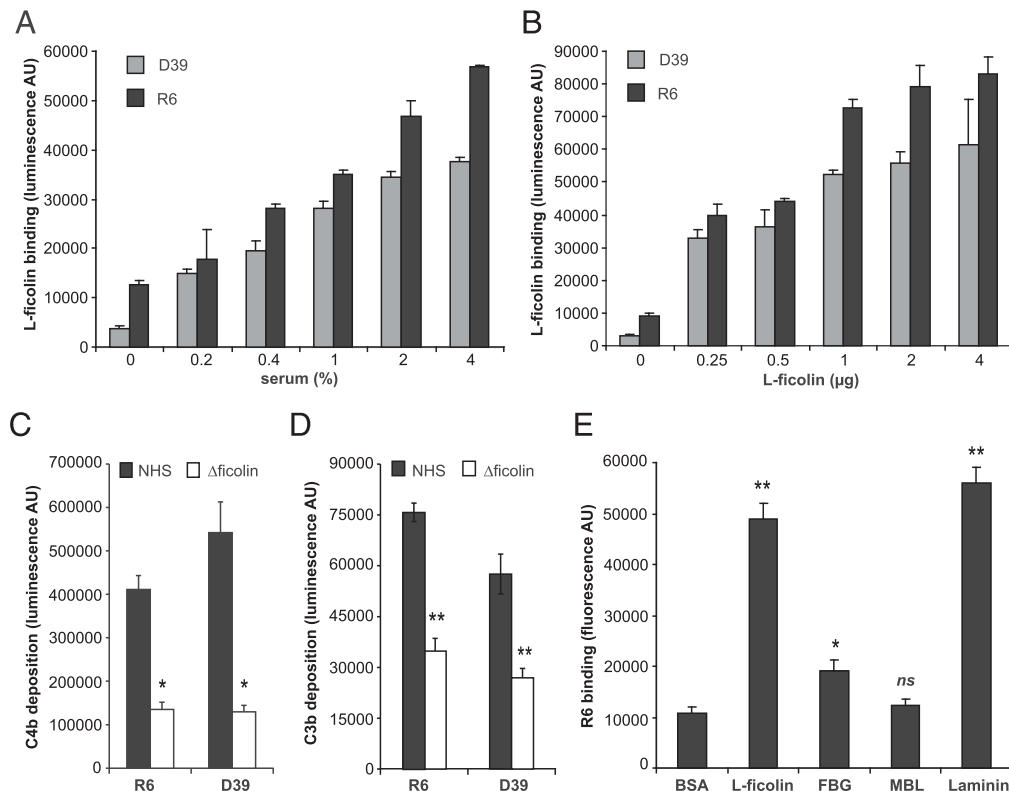 A
L-ficolin binding (luminescence AU)
60000
50000
40000
30000
20000
10000
0
D39
R6
0 0.2 0.4 1 2 4
serum (%)
B
L-ficolin binding (luminescence AU)
90000
80000
70000
60000
50000
40000
30000
20000
10000
0
D39
R6
0 0.25 0.5 1 2 4
L-ficolin (µg)
C
C4b deposition (luminescence AU)
700000
600000
500000
400000
300000
200000
100000
0
NHS Δficolin
* *
R6 D39
D
C3b deposition (luminescence AU)
90000
75000
60000
45000
30000
15000
0
NHS Δficolin
** **
R6 D39
E
R6 binding (fluorescence AU)
60000
50000
40000
30000
20000
10000
0
** * ns **
BSA L-ficolin FBG MBL Laminin